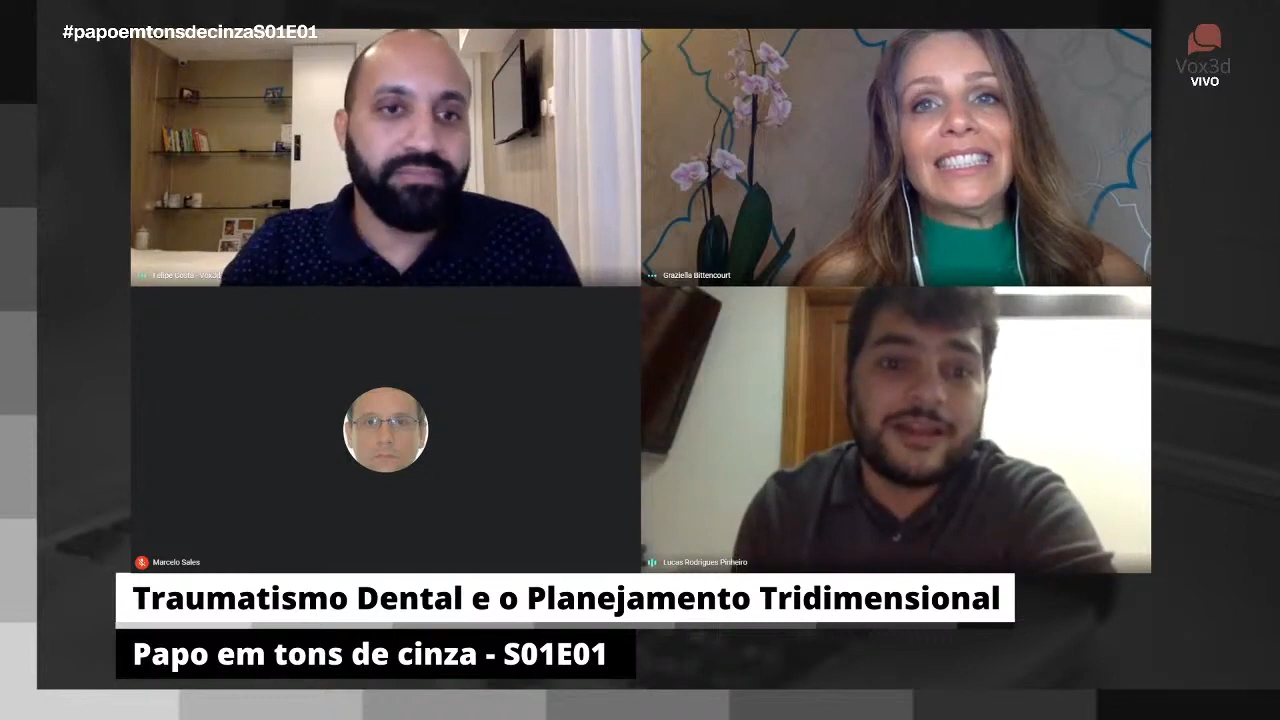 #papoemtonsdecinzaS01E01
Vox3d
VIVO
Felipe Costa - Vox3d
Graziella Bittencourt
Marcelo Sales
Lucas Rodrigues Pinheiro
Traumatismo Dental e o Planejamento Tridimensional
Papo em tons de cinza - S01E01